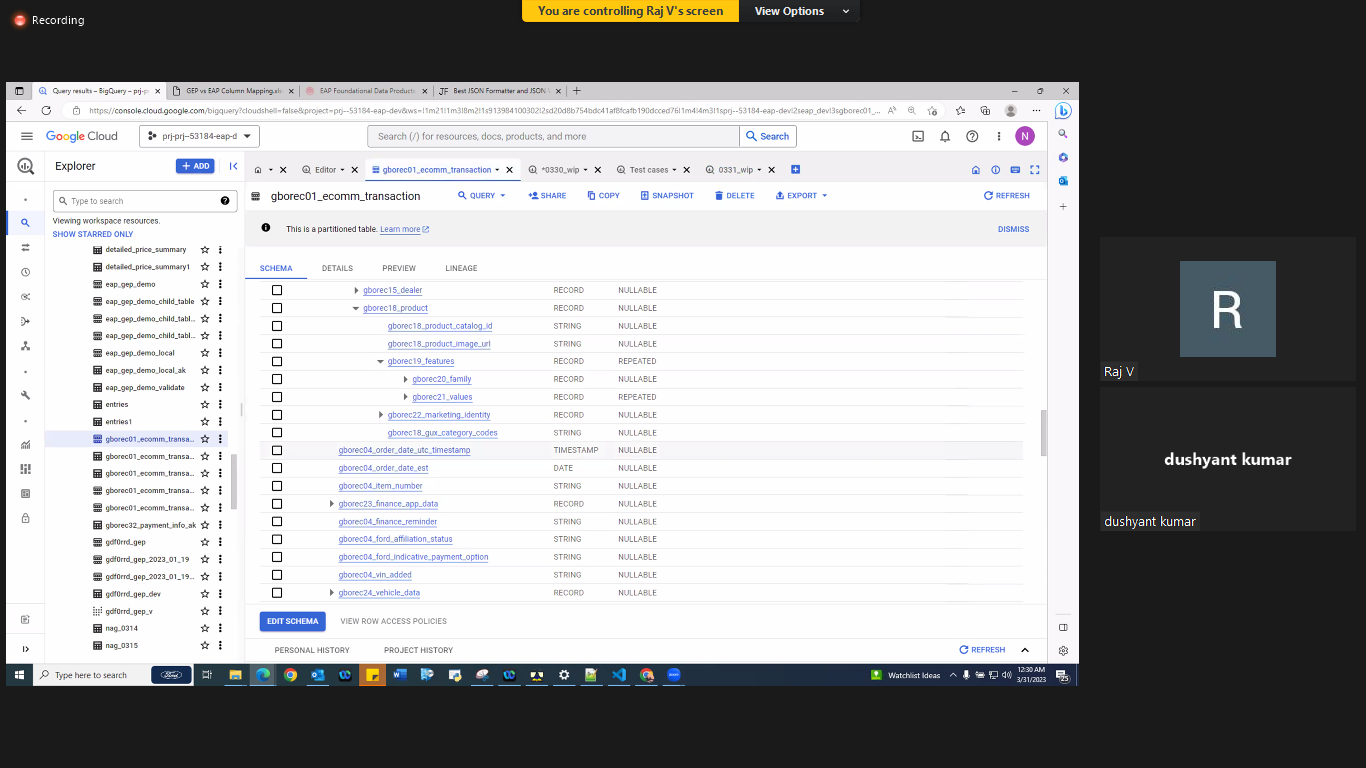 Recording
You are controlling Raj V's screen View Options
Query results – BigQuery – prj-p GEP vs EAP Column Mapping.xls EAP Foundational Data Products Best JSON Formatter and JSON V
https://console.cloud.google.com/bigquery?cloudshell=false&project=prj--53184-eap-dev&ws=!1m21!1m3!8m2!1s913984100302!2sd20d8b754bdc41af8fcafb190dcced76!1m4!4m3!1sprj--53184-eap-dev!2seap_dev!3sgborec01_...
Google Cloud prj-prj--53184-eap-d Search (/) for resources, docs, products, and more Search N
Explorer + ADD
Editor gborec01_ecomm_transaction *0330_wip Test cases 0331_wip
Type to search
Viewing workspace resources.
SHOW STARRED ONLY
detailed_price_summary
detailed_price_summary1
eap_gep_demo
eap_gep_demo_child_table
eap_gep_demo_child_tabl...
eap_gep_demo_child_tabl...
eap_gep_demo_local
eap_gep_demo_local_ak
eap_gep_demo_validate
entries
entries1
gborec01_ecomm_transa...
gborec01_ecomm_transa...
gborec01_ecomm_transa...
gborec01_ecomm_transa...
gborec01_ecomm_transa...
gborec32_payment_info_ak
gdf0rrd_gep
gdf0rrd_gep_2023_01_19
gdf0rrd_gep_2023_01_19...
gdf0rrd_gep_dev
gdf0rrd_gep_v
nag_0314
nag_0315
gborec01_ecomm_transaction QUERY SHARE COPY SNAPSHOT DELETE EXPORT REFRESH
This is a partitioned table. Learn more DISMISS
SCHEMA DETAILS PREVIEW LINEAGE
gborec15_dealer RECORD NULLABLE
gborec18_product RECORD NULLABLE
gborec18_product_catalog_id STRING NULLABLE
gborec18_product_image_url STRING NULLABLE
gborec19_features RECORD REPEATED
gborec20_family RECORD NULLABLE
gborec21_values RECORD REPEATED
gborec22_marketing_identity RECORD NULLABLE
gborec18_gux_category_codes STRING NULLABLE
gborec04_order_date_utc_timestamp TIMESTAMP NULLABLE
gborec04_order_date_est DATE NULLABLE
gborec04_item_number STRING NULLABLE
gborec23_finance_app_data RECORD NULLABLE
gborec04_finance_reminder STRING NULLABLE
gborec04_ford_affiliation_status STRING NULLABLE
gborec04_ford_indicative_payment_option STRING NULLABLE
gborec04_vin_added STRING NULLABLE
gborec24_vehicle_data RECORD NULLABLE
EDIT SCHEMA VIEW ROW ACCESS POLICIES
PERSONAL HISTORY PROJECT HISTORY REFRESH
Type here to search Ford Watchlist Ideas 12:30 AM
3/31/2023 25
R
Raj V
dushyant kumar
dushyant kumar